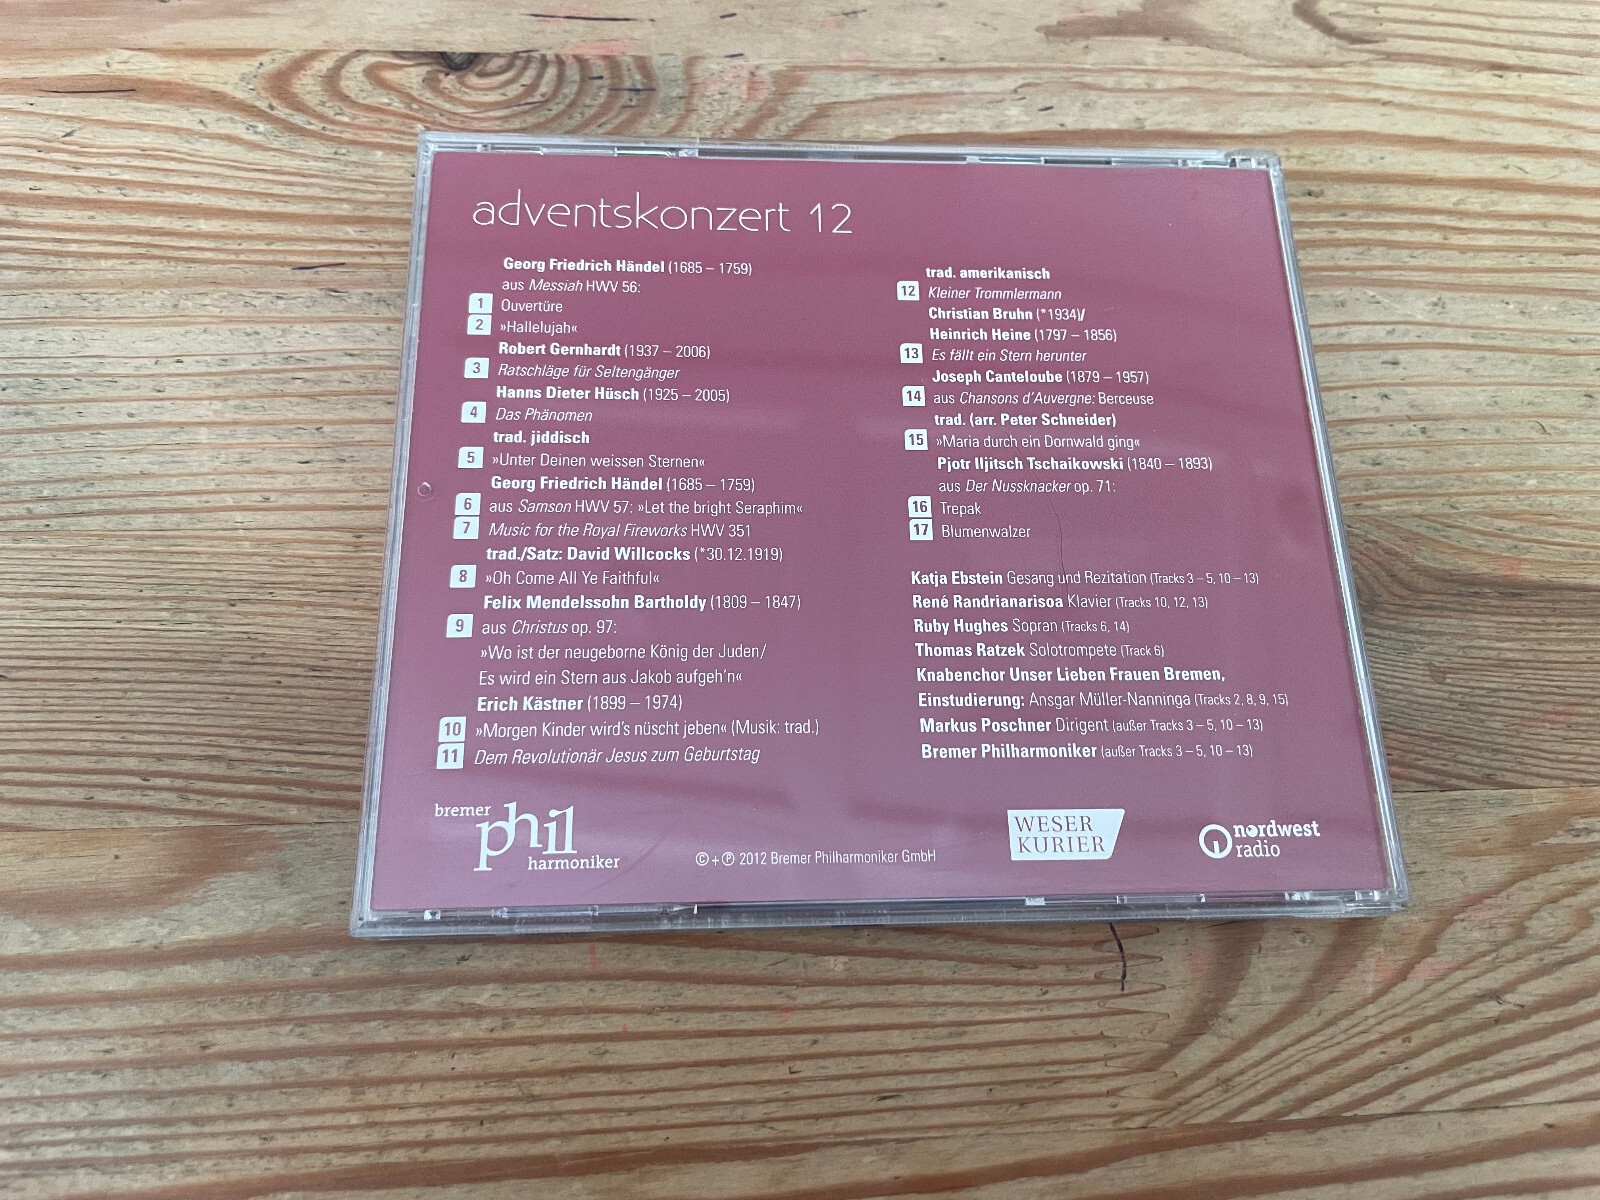 adventskonzert 12
Georg Friedrich Händel (1685 – 1759)
aus Messiah HWV 56:
1 Ouvertüre
2 »Hallelujah«
Robert Gernhardt (1937 – 2006)
3 Ratschläge für Seltengänger
Hanns Dieter Hüsch (1925 – 2005)
4 Das Phänomen
trad. jiddisch
5 »Unter Deinen weissen Sternen«
Georg Friedrich Händel (1685 – 1759)
6 aus Samson HWV 57: »Let the bright Seraphim«
7 Music for the Royal Fireworks HWV 351
trad./Satz: David Willcocks (*30.12.1919)
8 »Oh Come All Ye Faithful«
Felix Mendelssohn Bartholdy (1809 – 1847)
9 aus Christus op. 97:
»Wo ist der neugeborne König der Juden/
Es wird ein Stern aus Jakob aufgeh'n«
Erich Kästner (1899 – 1974)
10 »Morgen Kinder wird's nüscht jeben« (Musik: trad.)
11 Dem Revolutionär Jesus zum Geburtstag
trad. amerikanisch
12 Kleiner Trommlermann
Christian Bruhn (*1934)/
Heinrich Heine (1797 – 1856)
13 Es fällt ein Stern herunter
Joseph Canteloube (1879 – 1957)
14 aus Chansons d'Auvergne: Berceuse
trad. (arr. Peter Schneider)
15 »Maria durch ein Dornwald ging«
Pjotr Iljitsch Tschaikowski (1840 – 1893)
aus Der Nussknacker op. 71:
16 Trepak
17 Blumenwalzer
Katja Ebstein Gesang und Rezitation (Tracks 3 – 5, 10 – 13)
René Randrianarisoa Klavier (Tracks 10, 12, 13)
Ruby Hughes Sopran (Tracks 6, 14)
Thomas Ratzek Solotrompete (Track 6)
Knabenchor Unser Lieben Frauen Bremen,
Einstudierung: Ansgar Müller-Nanninga (Tracks 2, 8, 9, 15)
Markus Poschner Dirigent (außer Tracks 3 – 5, 10 – 13)
Bremer Philharmoniker (außer Tracks 3 – 5, 10 – 13)
bremer
phil
harmoniker
© + ℗ 2012 Bremer Philharmoniker GmbH
WESER
KURIER
nordwest
radio